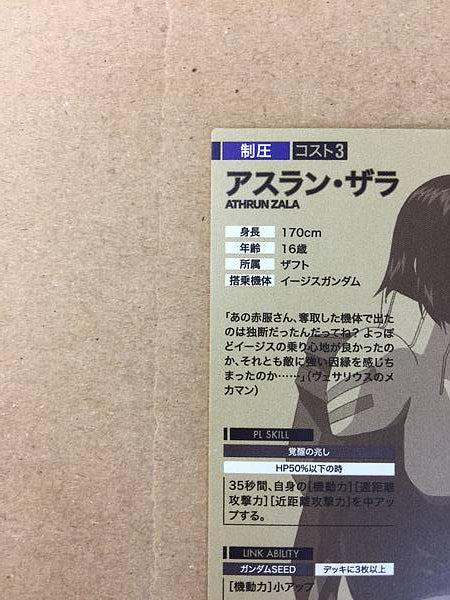 制圧 コスト3
アスラン・ザラ
ATHRUN ZALA
身長 170cm
年齢 16歳
所属 ザフト
搭乗機体 イージスガンダム
「あの赤服さん、奪取した機体で出た
のは独断だったんだってね? よっぽ
どイージスの乗り心地が良かったの
か、それとも敵に強い因縁を感じち
まったのか……」(ヴェサリウスのメ
カマン)
PL SKILL
覚醒の兆し
HP50%以下の時
35秒間、自身の[機動力][遠距離
攻撃力][近距離攻撃力]を中アッ
プする。
LINK ABILITY
ガンダムSEED デッキに3枚以上
[機動力]小アップ